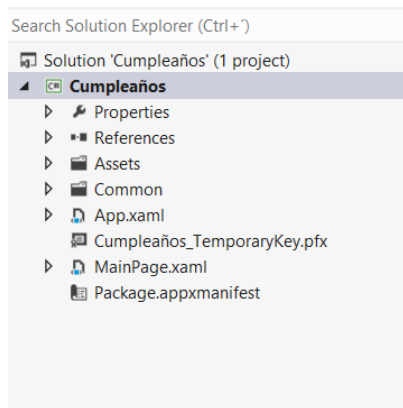 Search Solution Explorer (Ctrl+´)
Solution 'Cumpleaños' (1 project)
C# Cumpleaños
Properties
References
Assets
Common
App.xaml
Cumpleaños_TemporaryKey.pfx
MainPage.xaml
Package.appxmanifest